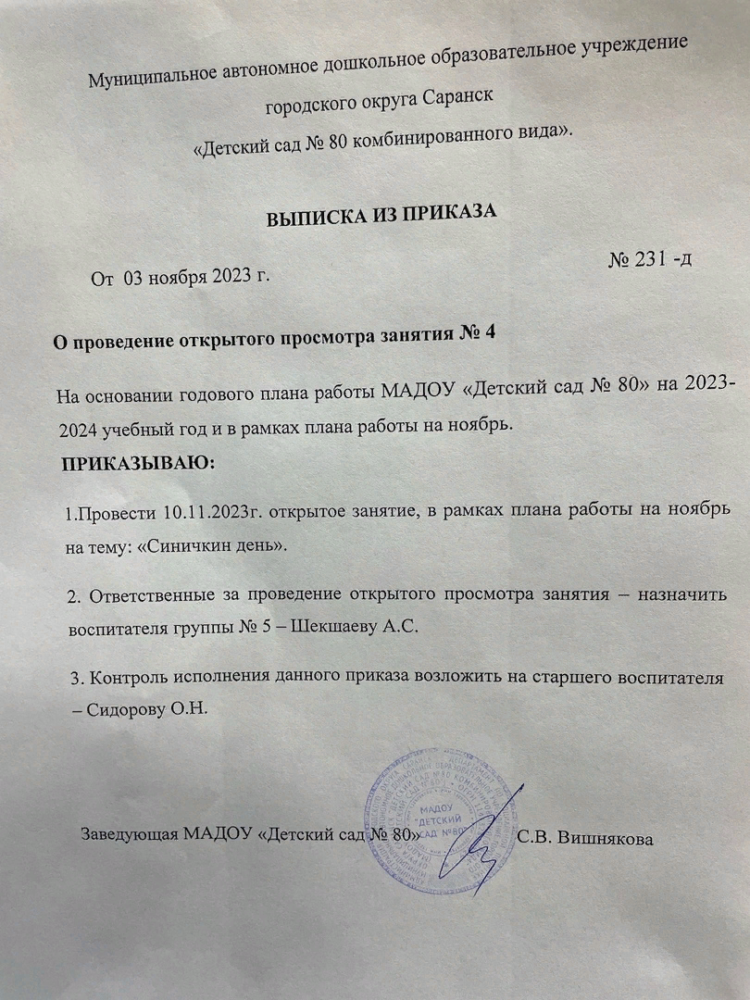 Муниципальное автономное дошкольное образовательное учреждение
городского округа Саранск
«Детский сад № 80 комбинированного вида».
ВЫПИСКА ИЗ ПРИКАЗА
От 03 ноября 2023 г.
№ 231 -д
О проведение открытого просмотра занятия № 4
На основании годового плана работы МАДОУ «Детский сад № 80» на 2023-
2024 учебный год и в рамках плана работы на ноябрь.
ПРИКАЗЫВАЮ:
1.Провести 10.11.2023г. открытое занятие, в рамках плана работы на ноябрь
на тему: «Синичкин день».
2. Ответственные за проведение открытого просмотра занятия – назначить
воспитателя группы № 5 – Шекшаеву А.С.
3. Контроль исполнения данного приказа возложить на старшего воспитателя
– Сидорову О.Н.
Заведующая МАДОУ «Детский сад № 80»
С.В. Вишнякова
МАДОУ
"ДЕТСКИЙ
САД №80"